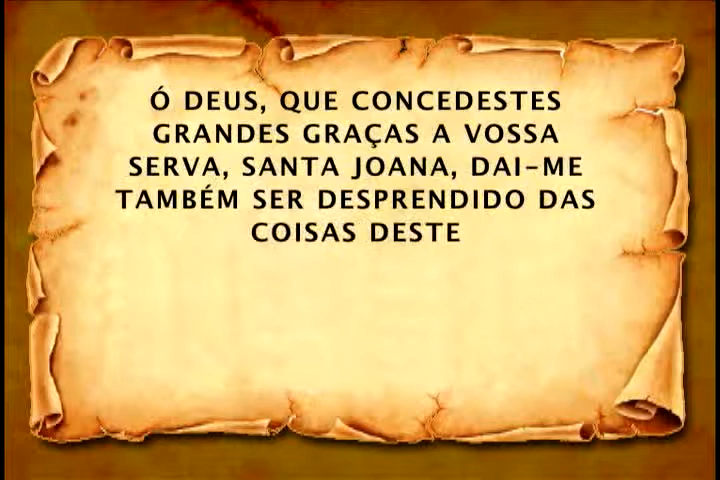 Ó DEUS, QUE CONCEDESTES
GRANDES GRAÇAS A VOSSA
SERVA, SANTA JOANA, DAI-ME
TAMBÉM SER DESPRENDIDO DAS
COISAS DESTE